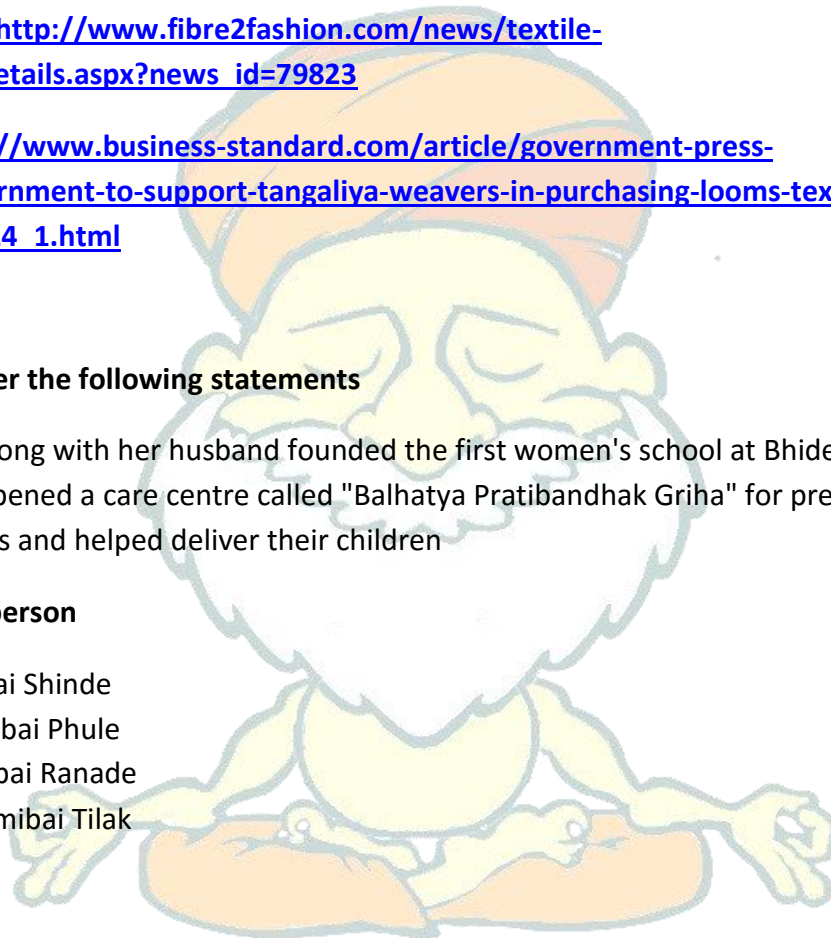 http://www.fibre2fashion.com/news/textile-
etails.aspx?news_id=79823
//www.business-standard.com/article/government-press-
rnment-to-support-tangaliya-weavers-in-purchasing-looms-tex
4_1.html
er the following statements
ong with her husband founded the first women's school at Bhide
pened a care centre called "Balhatya Pratibandhak Griha" for pre
s and helped deliver their children
person
ai Shinde
bai Phule
bai Ranade
mibai Tilak